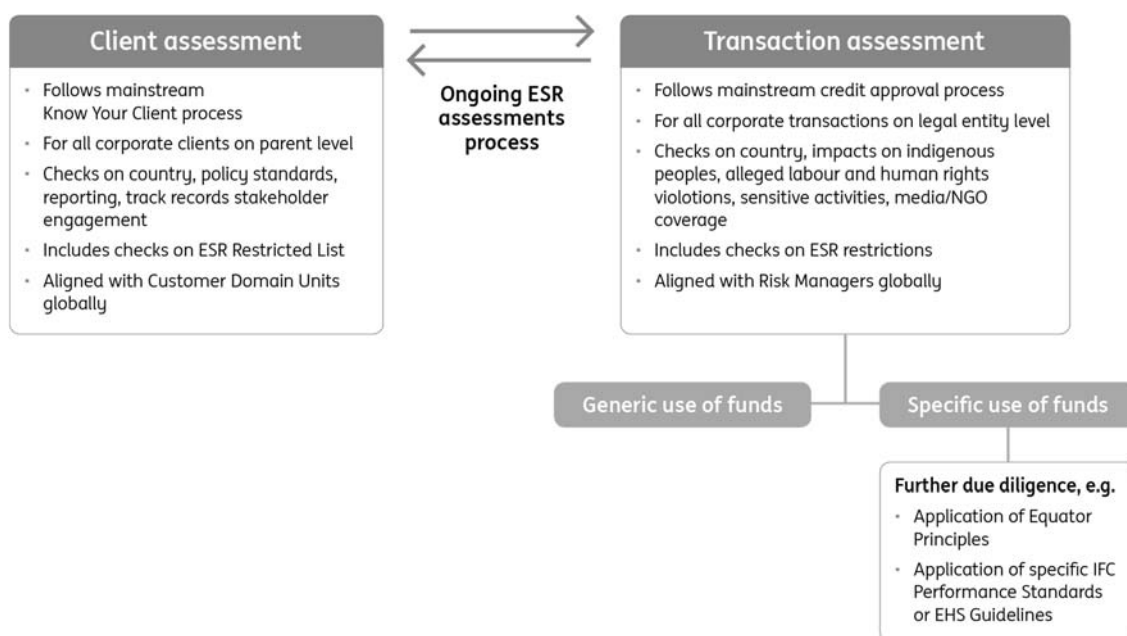 Client assessment
• Follows mainstream
Know Your Client process
• For all corporate clients on parent level
• Checks on country, policy standards,
reporting, track records stakeholder
engagement
• Includes checks on ESR Restricted List
• Aligned with Customer Domain Units
globally
Ongoing ESR
assessments
process
Transaction assessment
• Follows mainstream credit approval process
• For all corporate transactions on legal entity level
• Checks on country, impacts on indigenous
peoples, alleged labour and human rights
violations, sensitive activities, media/NGO
coverage
• Includes checks on ESR restrictions
• Aligned with Risk Managers globally
Generic use of funds
Specific use of funds
Further due diligence, e.g.
• Application of Equator
Principles
• Application of specific IFC
Performance Standards
or EHS Guidelines